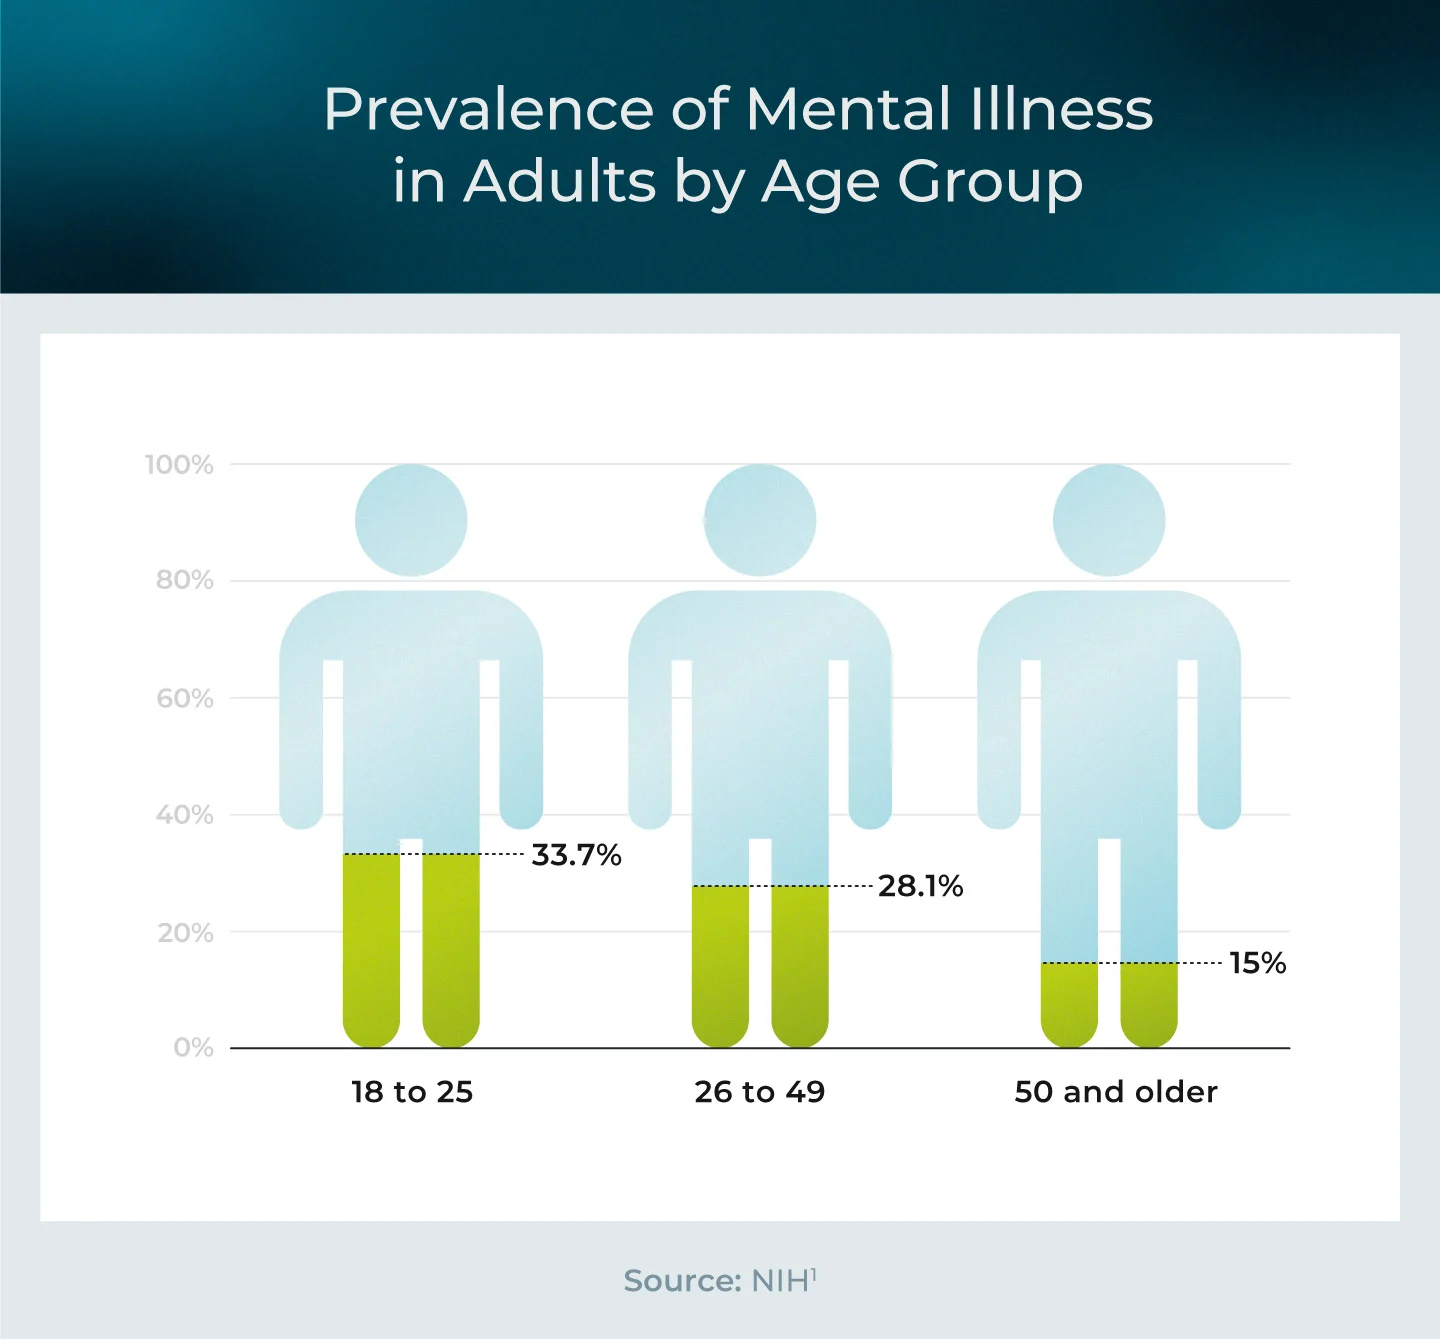 Prevalence of Mental Illness
in Adults by Age Group
100%
80%
60%
40%
20%
0%
33.7%
28.1%
15%
18 to 25
26 to 49
50 and older
Source: NIH¹